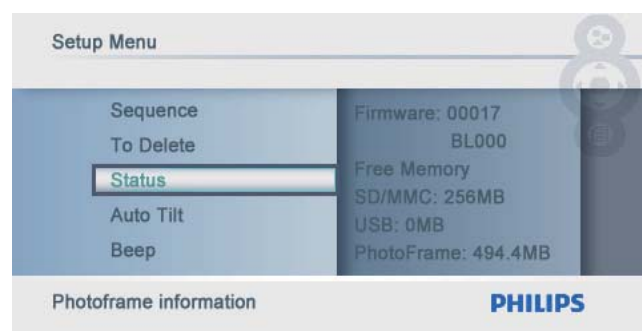 Setup Menu
Sequence
To Delete
Status
Auto Tilt
Beep
Firmware: 00017
BL000
Free Memory
SD/MMC: 256MB
USB: 0MB
PhotoFrame: 494.4MB
Photoframe information
PHILIPS